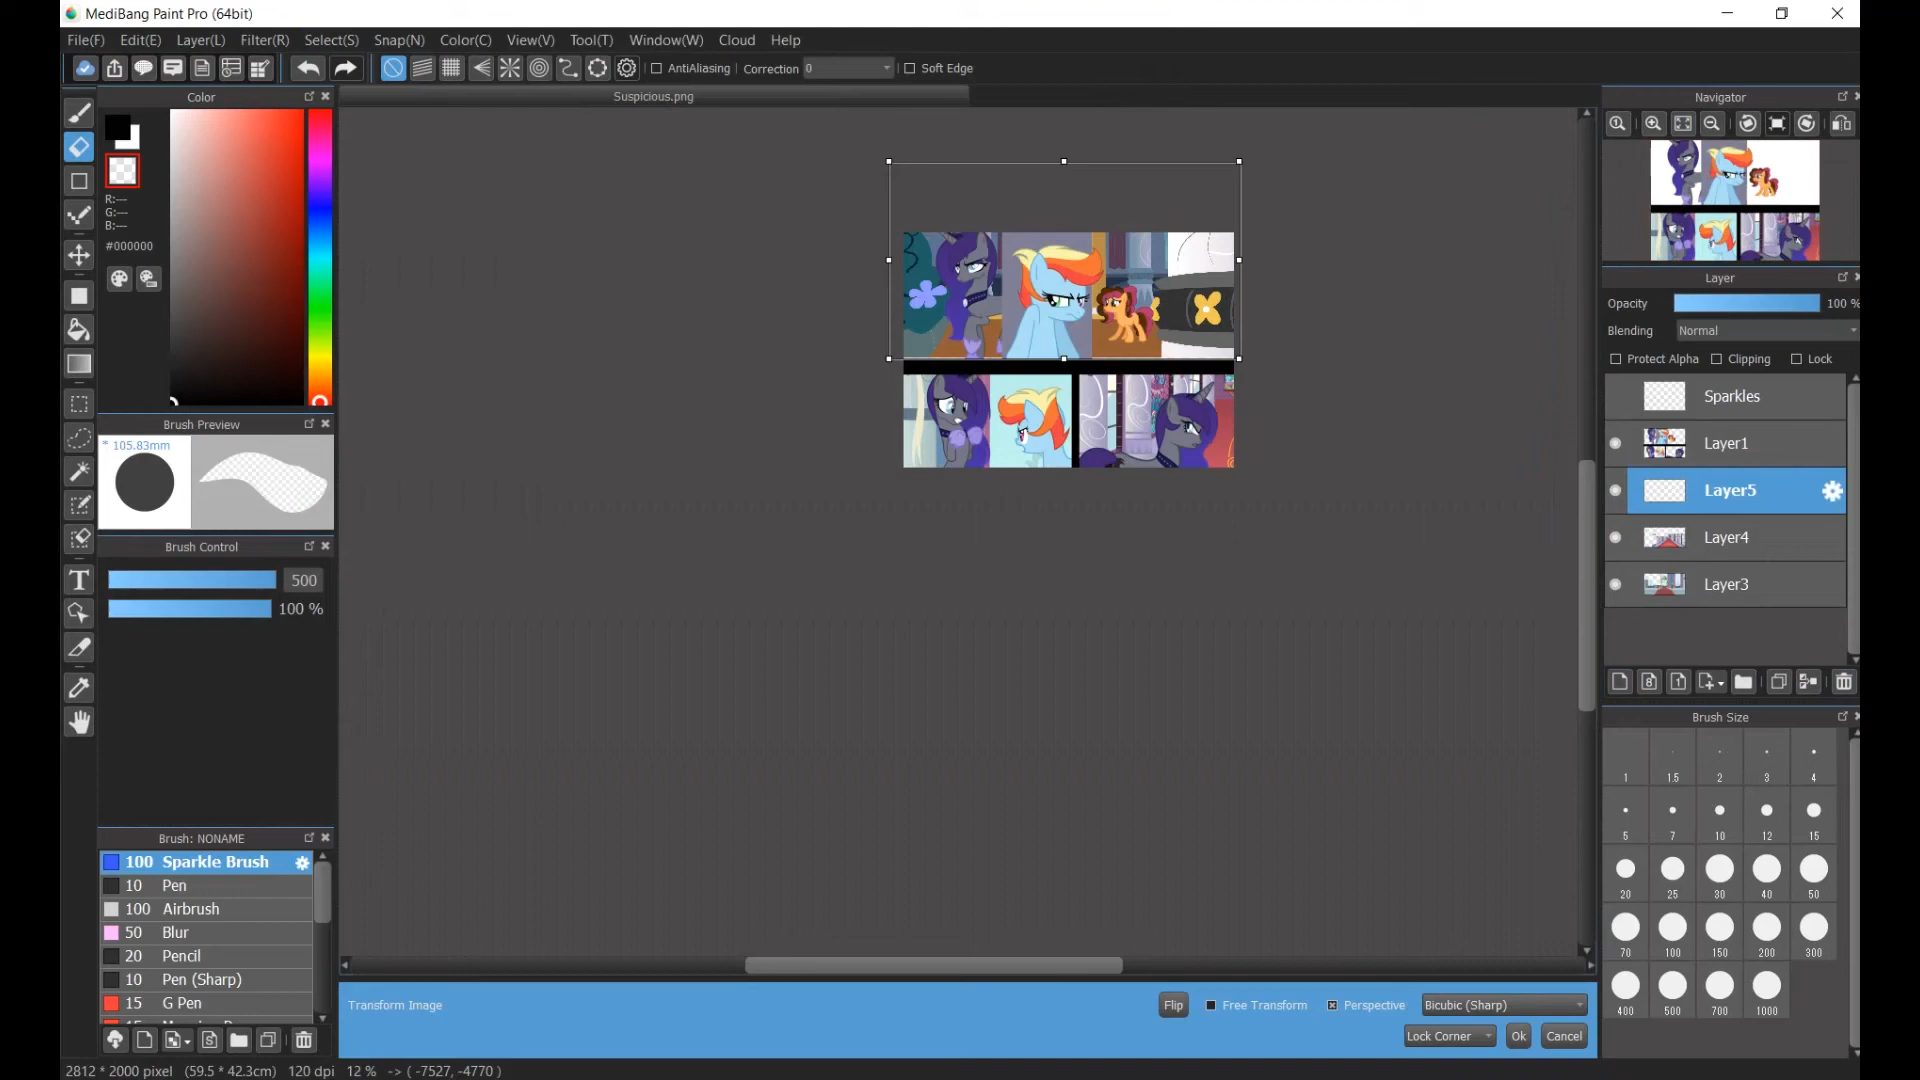 MediBang Paint Pro (64bit)
File(F) Edit(E) Layer(L) Filter(R) Select(S) Snap(N) Color(C) View(V) Tool(T) Window(W) Cloud Help
AntiAliasing Correction 0 Soft Edge
Color
Suspicious.png
Navigator
R:---
G:---
B:---
#000000
Layer
Opacity 100 %
Blending Normal
Protect Alpha Clipping Lock
Sparkles
Layer1
Layer5
Layer4
Layer3
Brush Preview
* 105.83mm
Brush Control
500
100 %
Brush Size
1 1.5 2 3 4
5 7 10 12 15
20 25 30 40 50
70 100 150 200 300
400 500 700 1000
Brush: NONAME
100 Sparkle Brush
10 Pen
100 Airbrush
50 Blur
20 Pencil
10 Pen (Sharp)
15 G Pen
Transform Image Flip Free Transform Perspective Bicubic (Sharp)
Lock Corner Ok Cancel
2812 * 2000 pixel (59.5 * 42.3cm) 120 dpi 12 % -> ( -7527, -4770 )